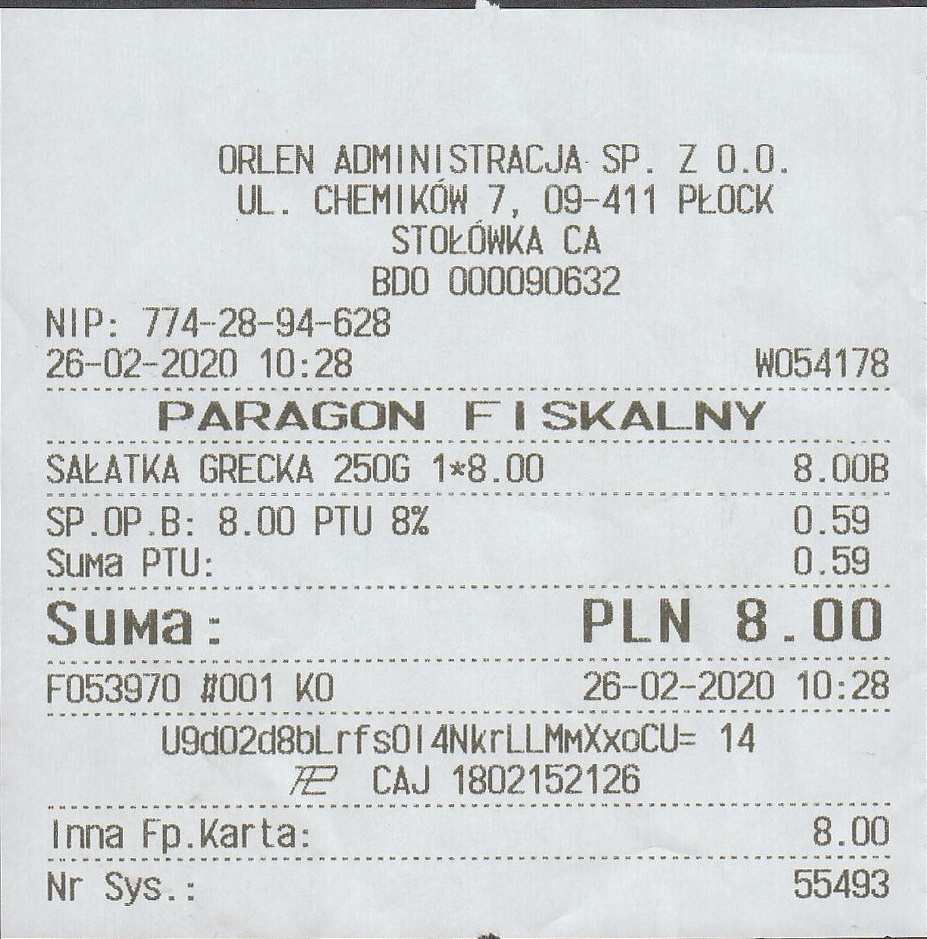 ORLEN ADMINISTRACJA SP. Z O.O.
UL. CHEMIKÓW 7, 09-411 PŁOCK
STOŁÓWKA CA
BDO 000090632
NIP: 774-28-94-628
26-02-2020 10:28 W054178
PARAGON FISKALNY
SAŁATKA GRECKA 250G 1*8.00 8.00B
SP.OP.B: 8.00 PTU 8% 0.59
Suma PTU: 0.59
Suma: PLN 8.00
F053970 #001 KO 26-02-2020 10:28
U9dO2d8bLrfsOI4NkrLLMmXxoCU= 14
CAJ 1802152126
Inna Fp.Karta: 8.00
Nr Sys.: 55493